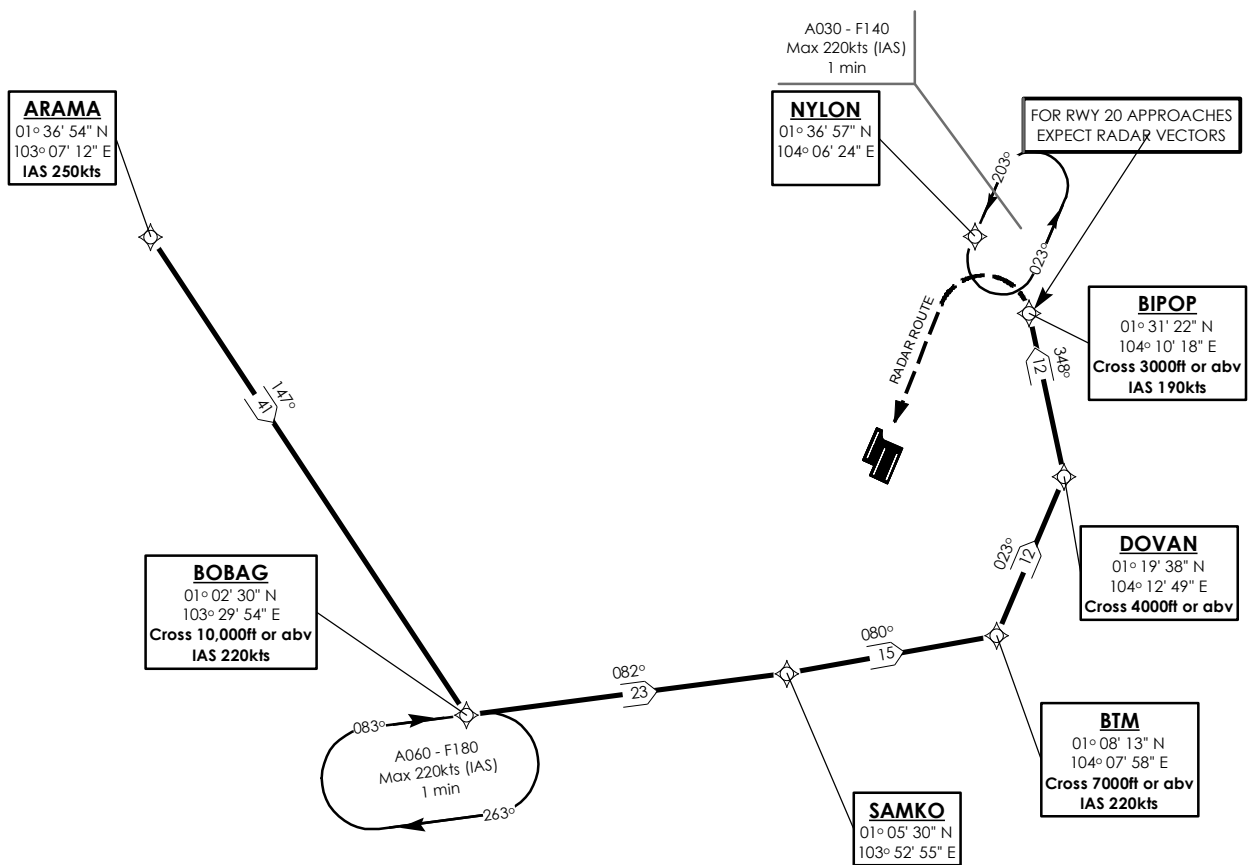 A030 - F140
Max 220kts (IAS)
1 min
ARAMA
01° 36' 54" N
103° 07' 12" E
IAS 250kts
NYLON
01° 36' 57" N
104° 06' 24" E
FOR RWY 20 APPROACHES
EXPECT RADAR VECTORS
203°
023°
RADAR ROUTE
BIPOP
01° 31' 22" N
104° 10' 18" E
Cross 3000ft or abv
IAS 190kts
348°
12
147°
41
DOVAN
01° 19' 38" N
104° 12' 49" E
Cross 4000ft or abv
023°
12
BOBAG
01° 02' 30" N
103° 29' 54" E
Cross 10,000ft or abv
IAS 220kts
082°
23
080°
15
083°
A060 - F180
Max 220kts (IAS)
1 min
263°
BTM
01° 08' 13" N
104° 07' 58" E
Cross 7000ft or abv
IAS 220kts
SAMKO
01° 05' 30" N
103° 52' 55" E